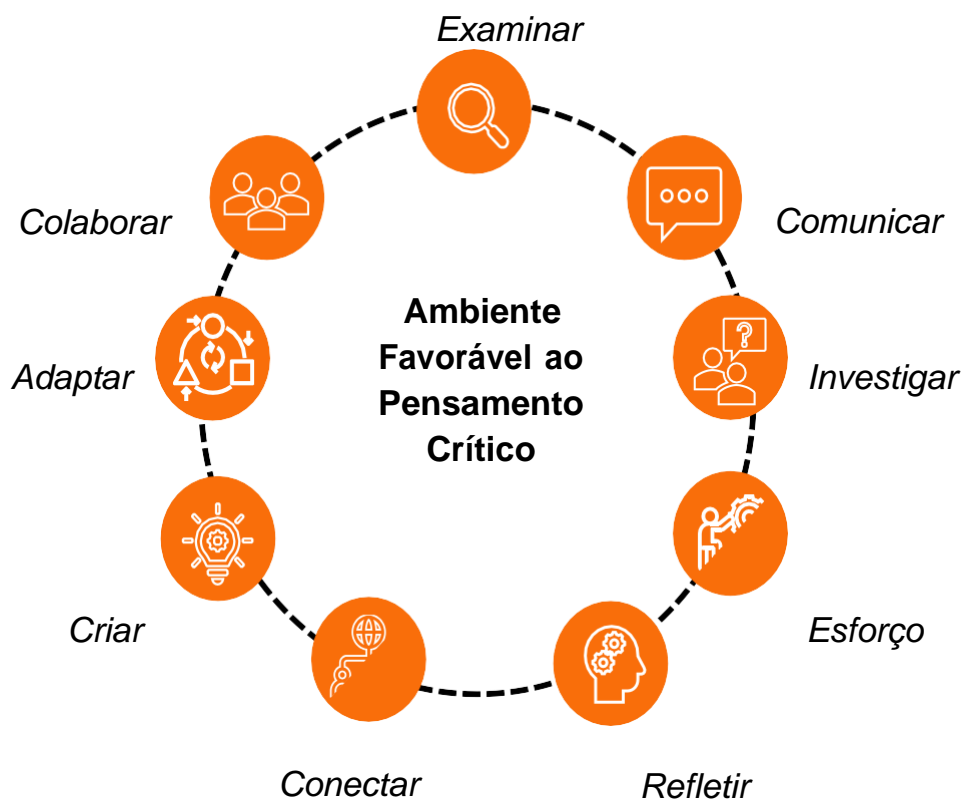 Examinar
Colaborar
Comunicar
Ambiente
Favorável ao
Pensamento
Crítico
Adaptar
Investigar
?
Criar
Esforço
Conectar
Refletir